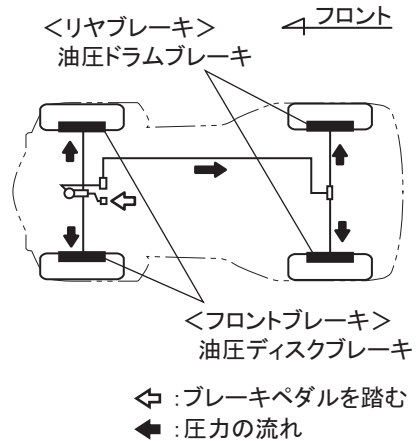 ＜リヤブレーキ＞
油圧ドラムブレーキ
フロント
＜フロントブレーキ＞
油圧ディスクブレーキ
:ブレーキペダルを踏む
:圧力の流れ